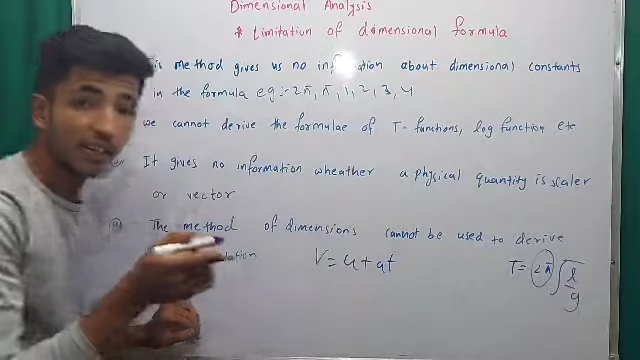 Dimensional Analysis
* Limitation of dimensional formula
is method gives us no information about dimensional constants
in the formula eg:- 2π, π, 1, 2, 3, 4
we cannot derive the formulae of T- functions, log function etc
It gives no information wheather a physical quantity is scaler
or vector
The method of dimensions cannot be used to derive
V = u + at
T = 2π √l/g